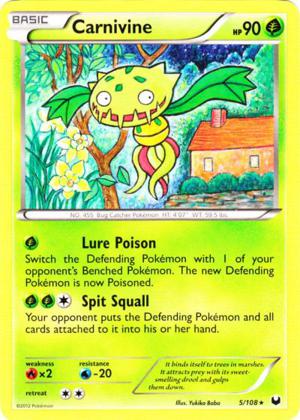 BASIC
Carnivine
HP 90
NO. 455 Bug Catcher Pokémon HT: 4'07" WT: 59.5 lbs.
Lure Poison
Switch the Defending Pokémon with 1 of your
opponent's Benched Pokémon. The new Defending
Pokémon is now Poisoned.
Spit Squall
Your opponent puts the Defending Pokémon and all
cards attached to it into his or her hand.
weakness
×2
resistance
-20
retreat
It binds itself to trees in marshes. It
attracts prey with its sweet-
smelling drool and gulps
them down.
Illus. Yukiko Baba
5/108
©2012 Pokémon